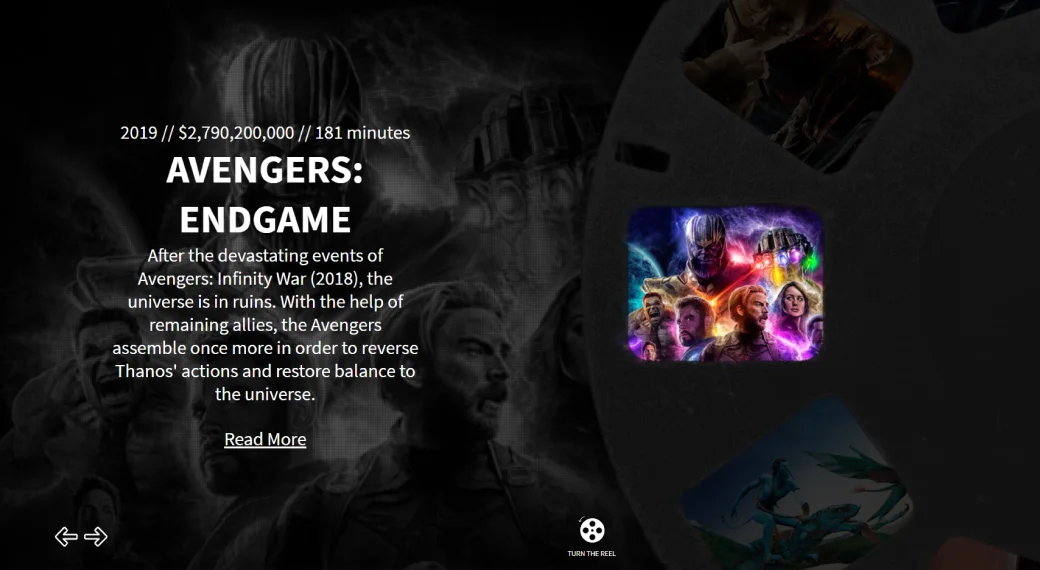 2019 // $2,790,200,000 // 181 minutes
AVENGERS:
ENDGAME
After the devastating events of
Avengers: Infinity War (2018), the
universe is in ruins. With the help of
remaining allies, the Avengers
assemble once more in order to reverse
Thanos' actions and restore balance to
the universe.
Read More
TURN THE REEL